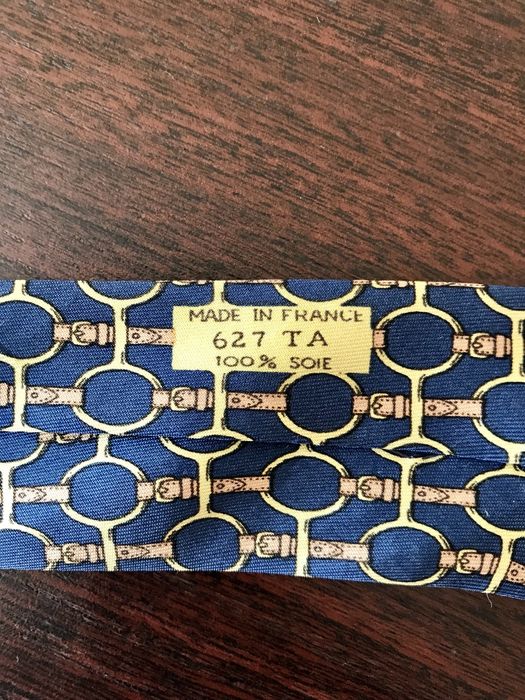 MADE IN FRANCE
627 TA
100% SOIE